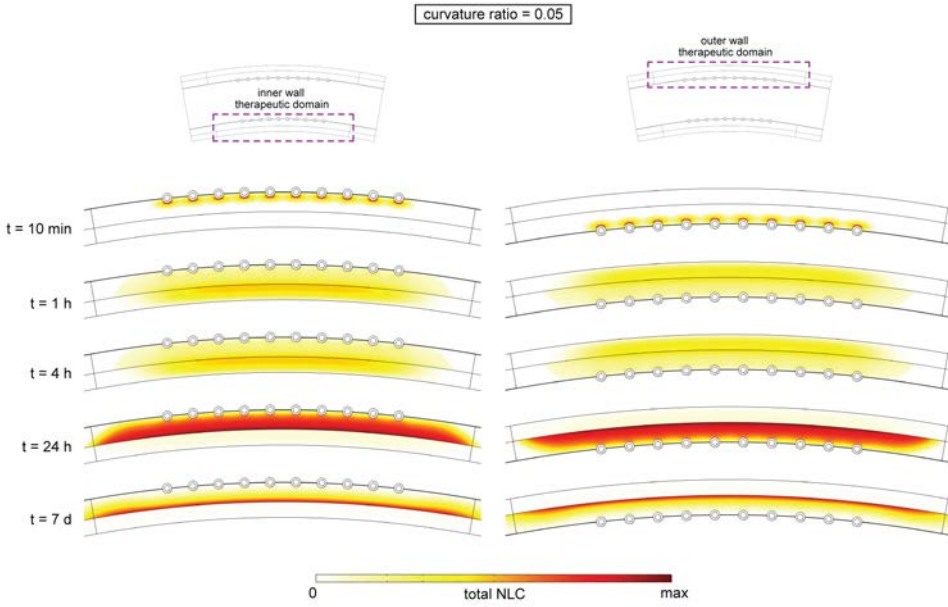 curvature ratio = 0.05
inner wall
therapeutic domain
outer wall
therapeutic domain
t = 10 min
t = 1 h
t = 4 h
t = 24 h
t = 7 d
0
total NLC
max